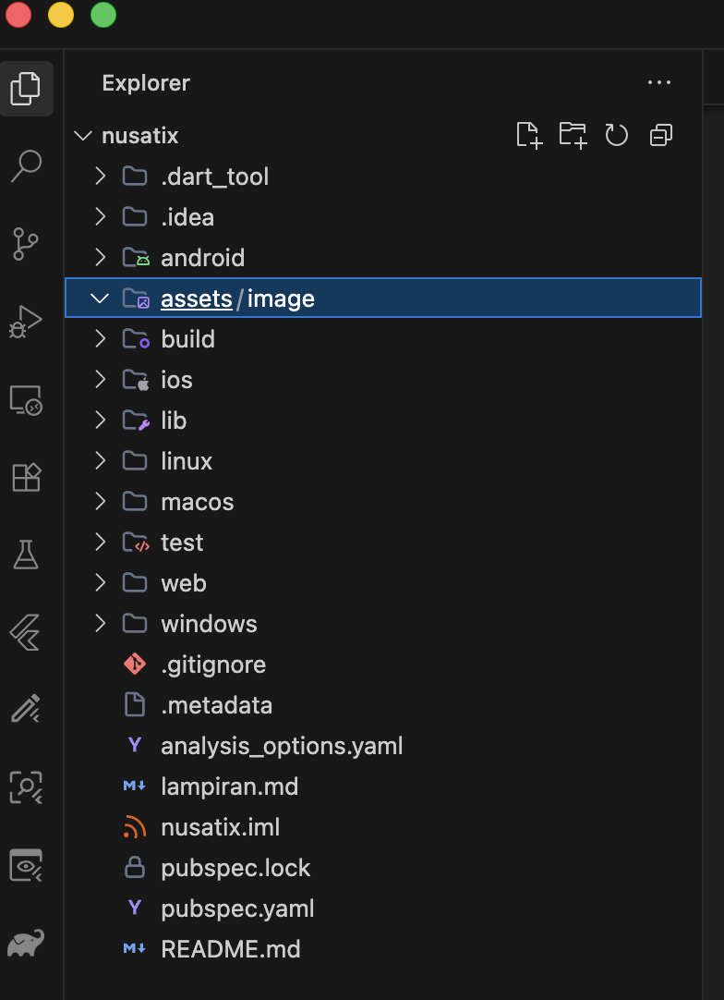 Explorer
nusatix
.dart_tool
.idea
android
assets/image
build
ios
lib
linux
macos
test
web
windows
.gitignore
.metadata
analysis_options.yaml
lampiran.md
nusatix.iml
pubspec.lock
pubspec.yaml
README.md